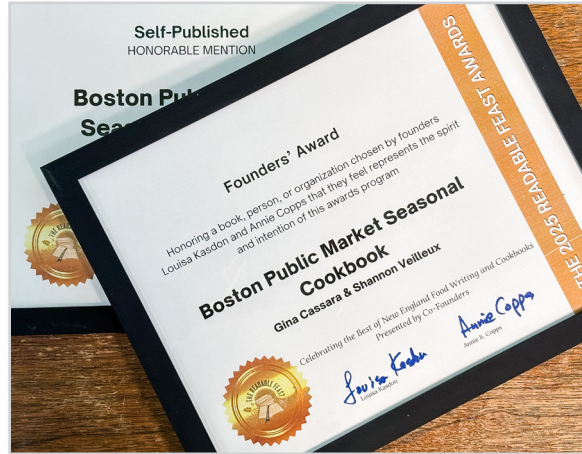 Self-Published
HONORABLE MENTION
Boston
Founders' Award
Honoring a book, person, or organization chosen by founders
Louisa Kasdon and Annie Copps that they feel represents the spirit
and intention of this awards program
Boston Public Market Seasonal
Cookbook
Gina Cassara & Shannon Veilleux
Celebrating the Best of New England Food Writing and Cookbooks
Presented by Co-Founders
Louisa Kasdon
Annie Copps
Louisa Kasdon
Annie B. Copps
THE READABLE FEAST
THE 2025 READABLE FEAST AWARDS